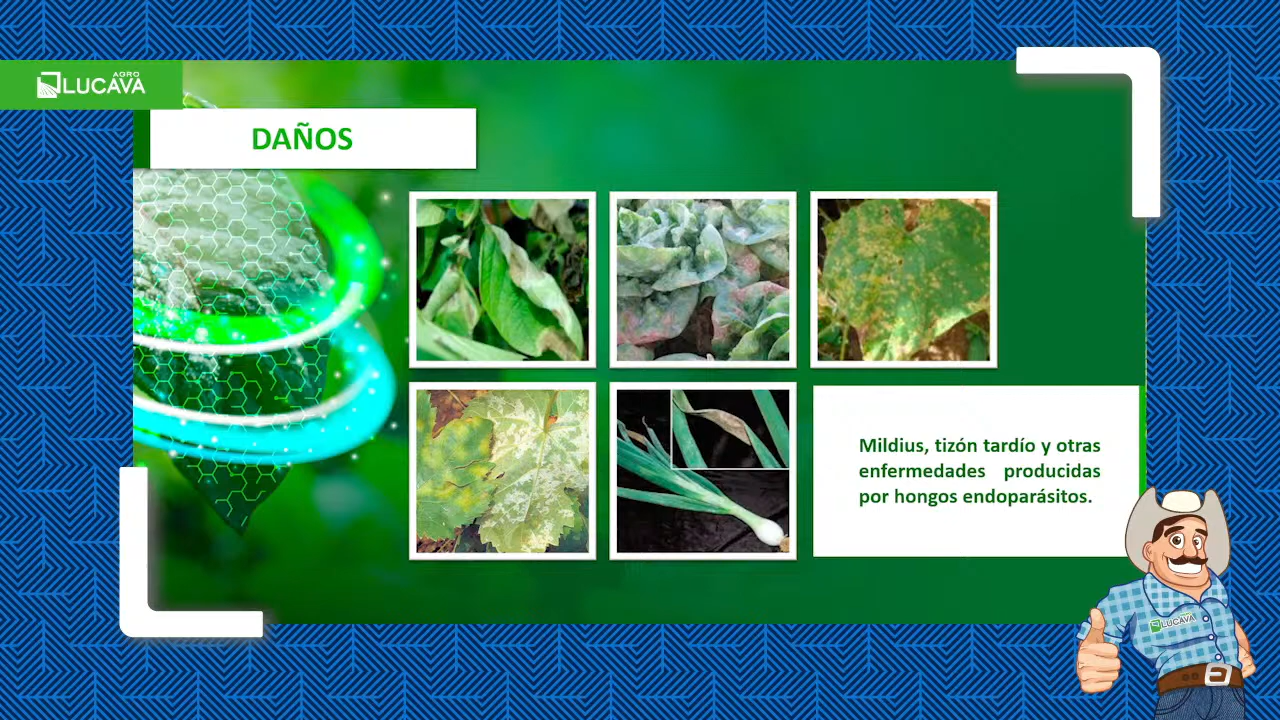 AGRO
LUCAVA
DAÑOS
Mildius, tizón tardío y otras
enfermedades producidas
por hongos endoparásitos.
LUCAVA